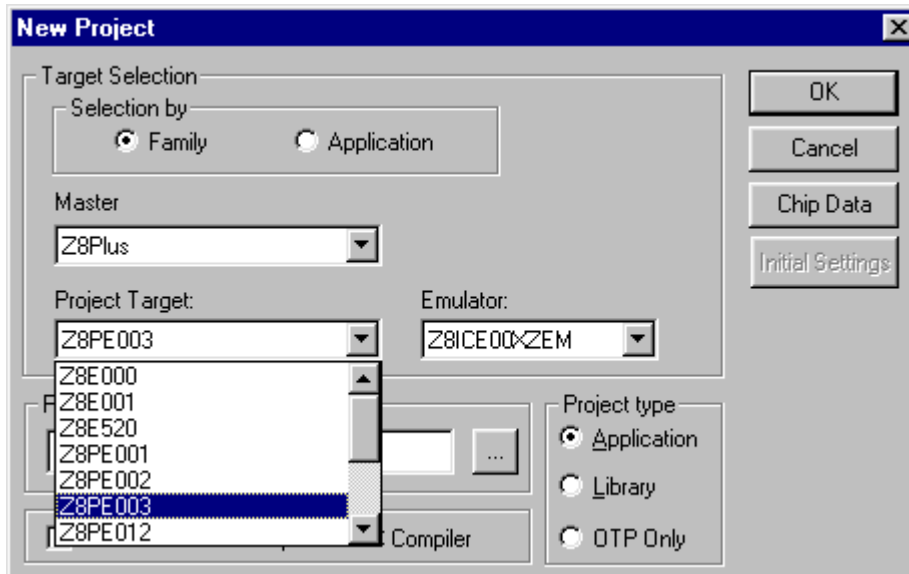 New Project
Target Selection
Selection by
Family
Application
OK
Cancel
Chip Data
Initial Settings
Master
Z8Plus
Project Target:
Emulator:
Z8PE003
Z8ICE00XZEM
Z8E000
Z8E001
Z8E520
Z8PE001
Z8PE002
Z8PE003
Z8PE012
...
Compiler
Project type
Application
Library
OTP Only